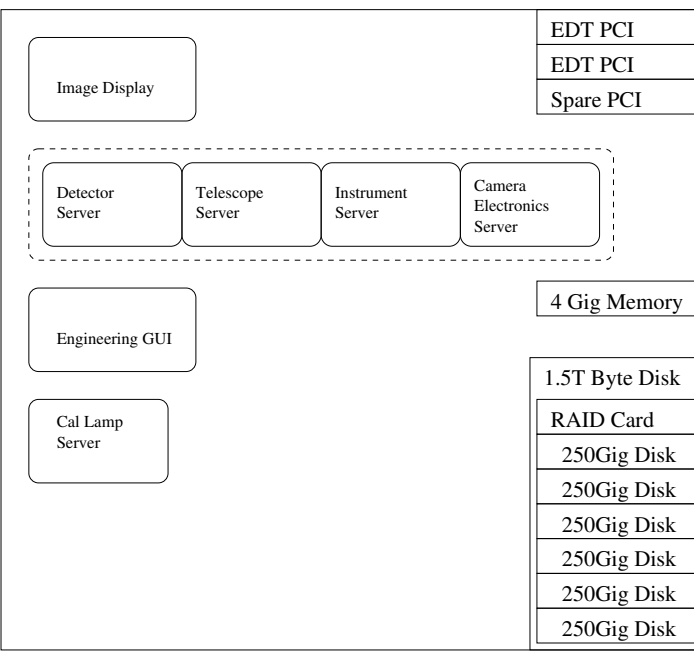 EDT PCI
EDT PCI
Spare PCI
Image Display
Detector
Server
Telescope
Server
Instrument
Server
Camera
Electronics
Server
4 Gig Memory
Engineering GUI
1.5T Byte Disk
RAID Card
250Gig Disk
250Gig Disk
250Gig Disk
250Gig Disk
250Gig Disk
250Gig Disk
Cal Lamp
Server